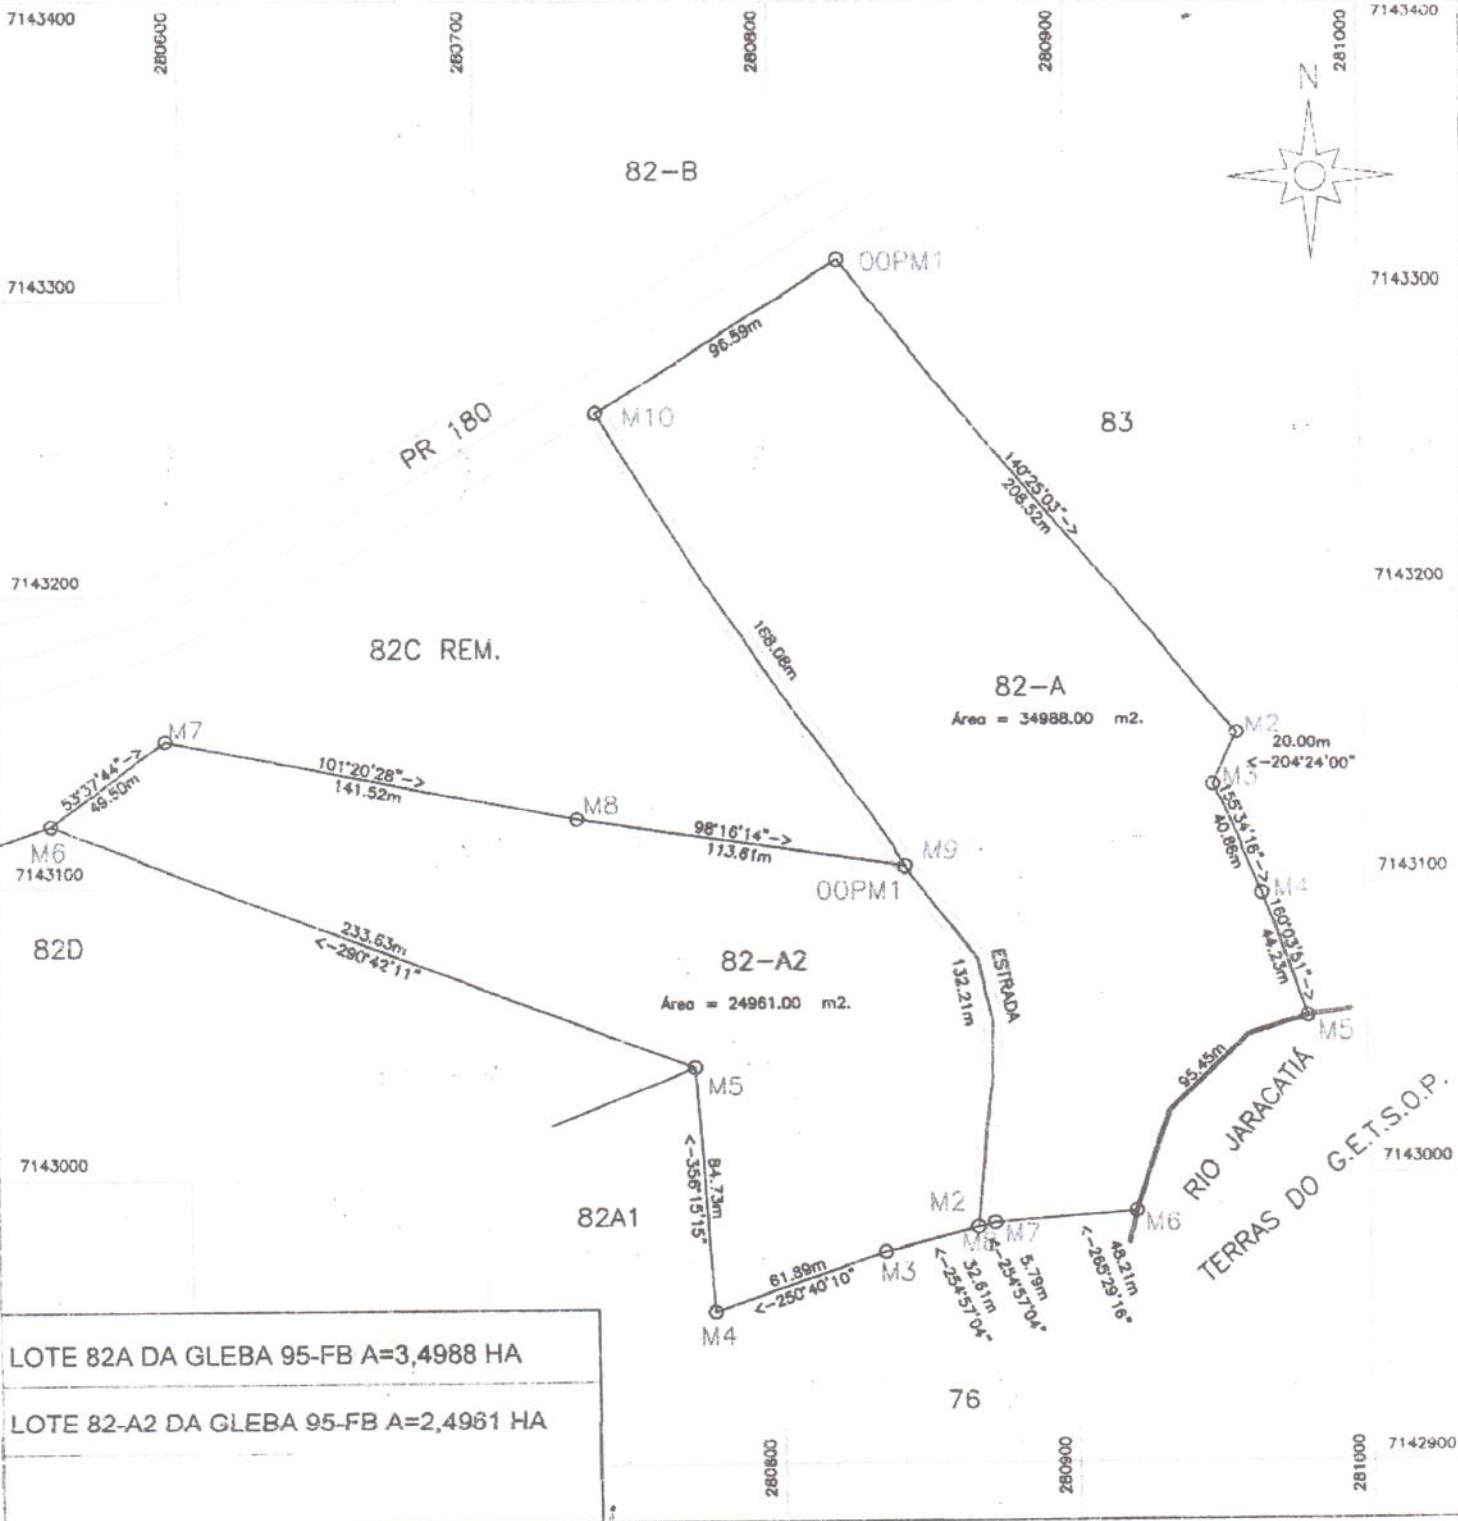 7143400
280600
280700
280800
280900
281000
7143400
N
82-B
00PM1
7143300
7143300
96.59m
M10
83
PR 180
140°25'03"->
208.52m
7143200
7143200
82C REM.
168.08m
82-A
Área = 34988.00 m2.
M7
M2
20.00m
<-204°24'00"
53°37'44"->
49.50m
101°20'28"->
141.52m
M3
M8
155°34'16"->
40.86m
98°16'14"->
113.61m
M6
M9
7143100
7143100
00PM1
M4
82D
233.63m
<-290°42'11"
82-A2
Área = 24961.00 m2.
132.21m
ESTRADA
160°03'51"->
44.23m
M5
M5
95.45m
RIO JARACATIÁ
TERRAS DO G.E.T.S.O.P.
7143000
7143000
84.73m
<-356°15'15"
82A1
M2
M8
M7
M6
M3
61.89m
<-250°40'10"
32.61m
<-254°57'04"
5.79m
<-254°57'04"
48.21m
<-265°29'16"
M4
LOTE 82A DA GLEBA 95-FB A=3,4988 HA
LOTE 82-A2 DA GLEBA 95-FB A=2,4961 HA
76
280800
280900
281000
7142900